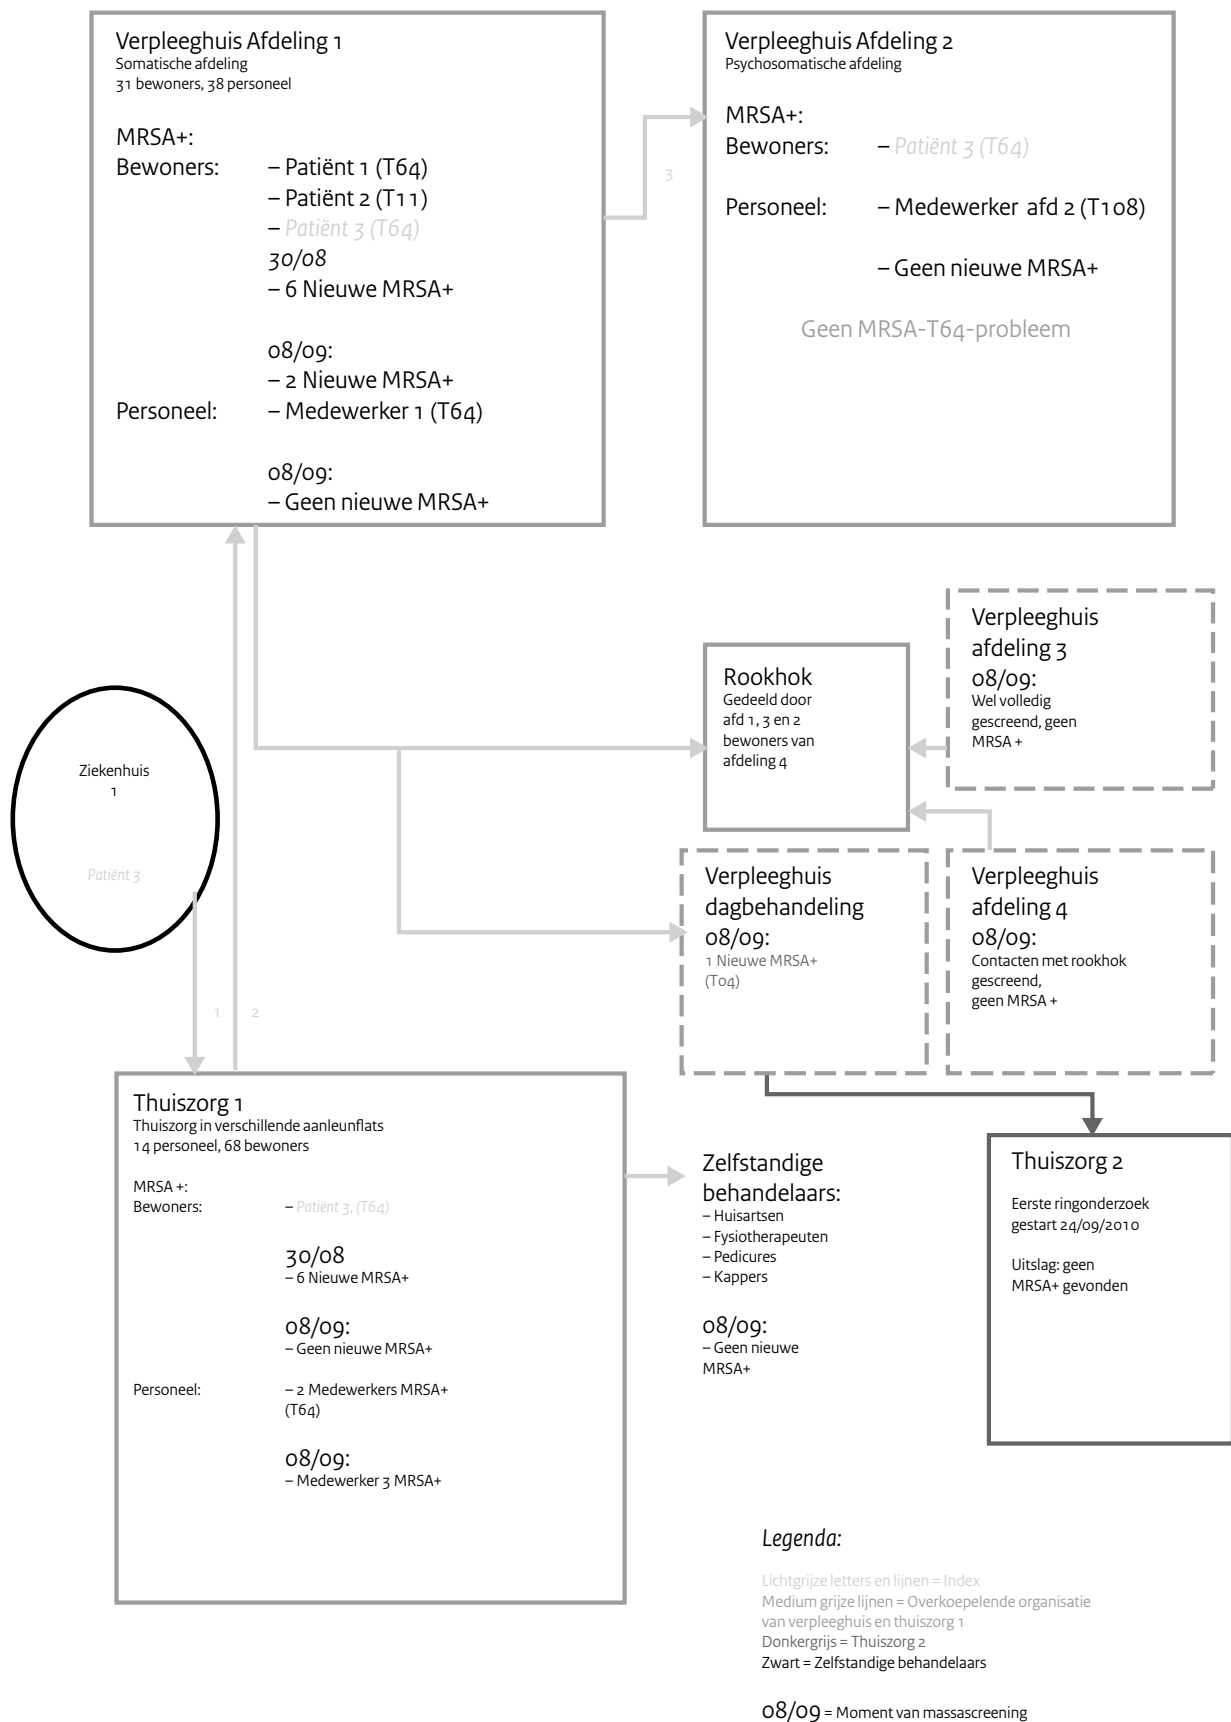 Verpleeghuis Afdeling 1
Somatische afdeling
31 bewoners, 38 personeel
MRSA+:
Bewoners: – Patiënt 1 (T64)
– Patiënt 2 (T11)
– Patiënt 3 (T64)
30/08
– 6 Nieuwe MRSA+
08/09:
– 2 Nieuwe MRSA+
Personeel: – Medewerker 1 (T64)
08/09:
– Geen nieuwe MRSA+
3
Verpleeghuis Afdeling 2
Psychosomatische afdeling
MRSA+:
Bewoners: – Patiënt 3 (T64)
Personeel: – Medewerker afd 2 (T108)
– Geen nieuwe MRSA+
Geen MRSA-T64-probleem
Ziekenhuis
1
Patiënt 3
1 2
Rookhok
Gedeeld door
afd 1, 3 en 2
bewoners van
afdeling 4
Verpleeghuis
afdeling 3
08/09:
Wel volledig
gescreend, geen
MRSA +
Verpleeghuis
dagbehandeling
08/09:
1 Nieuwe MRSA+
(T04)
Verpleeghuis
afdeling 4
08/09:
Contacten met rookhok
gescreend,
geen MRSA +
Thuiszorg 1
Thuiszorg in verschillende aanleunflats
14 personeel, 68 bewoners
MRSA +:
Bewoners: – Patiënt 3, (T64)
30/08
– 6 Nieuwe MRSA+
08/09:
– Geen nieuwe MRSA+
Personeel: – 2 Medewerkers MRSA+
(T64)
08/09:
– Medewerker 3 MRSA+
Zelfstandige
behandelaars:
– Huisartsen
– Fysiotherapeuten
– Pedicures
– Kappers
08/09:
– Geen nieuwe
MRSA+
Thuiszorg 2
Eerste ringonderzoek
gestart 24/09/2010
Uitslag: geen
MRSA+ gevonden
Legenda:
Lichtgrijze letters en lijnen = Index
Medium grijze lijnen = Overkoepelende organisatie
van verpleeghuis en thuiszorg 1
Donkergrijs = Thuiszorg 2
Zwart = Zelfstandige behandelaars
08/09 = Moment van massascreening